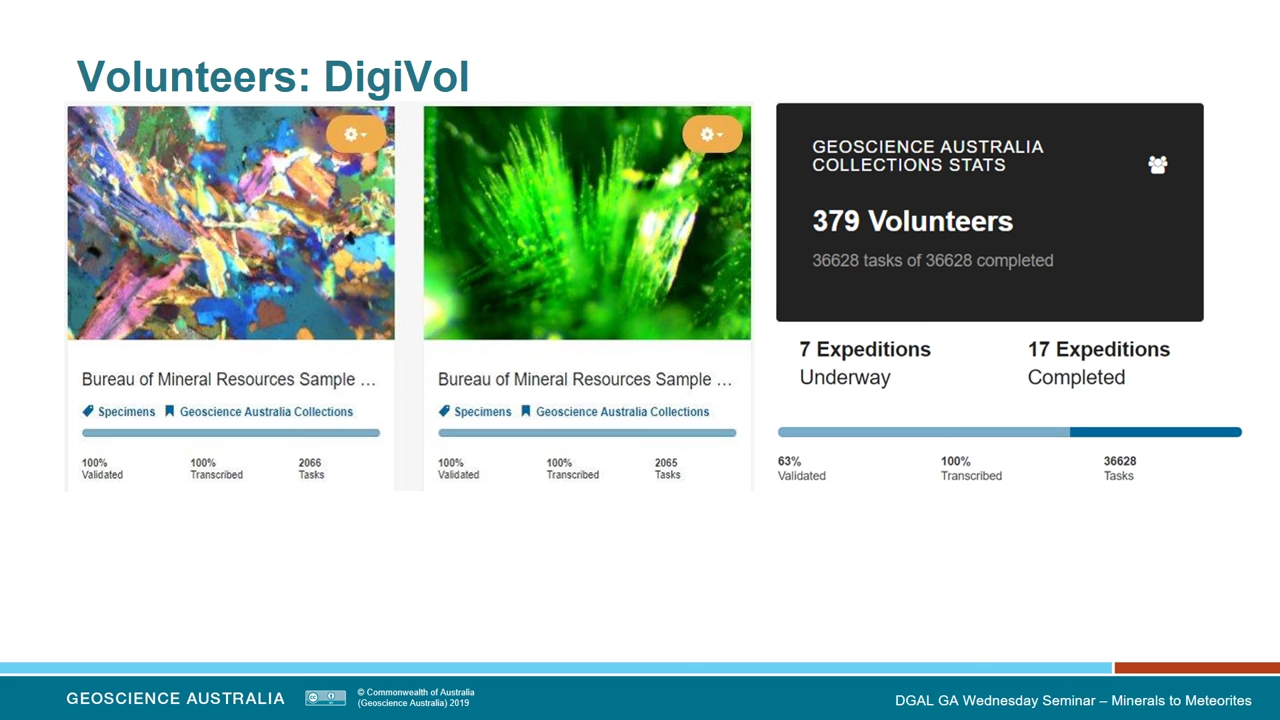 Volunteers: DigiVol
Bureau of Mineral Resources Sample ...
Specimens Geoscience Australia Collections
100% 100% 2066
Validated Transcribed Tasks
Bureau of Mineral Resources Sample ...
Specimens Geoscience Australia Collections
100% 100% 2065
Validated Transcribed Tasks
GEOSCIENCE AUSTRALIA
COLLECTIONS STATS
379 Volunteers
36628 tasks of 36628 completed
7 Expeditions
Underway
17 Expeditions
Completed
63% 100% 36628
Validated Transcribed Tasks
GEOSCIENCE AUSTRALIA
© Commonwealth of Australia
(Geoscience Australia) 2019
DGAL GA Wednesday Seminar – Minerals to Meteorites